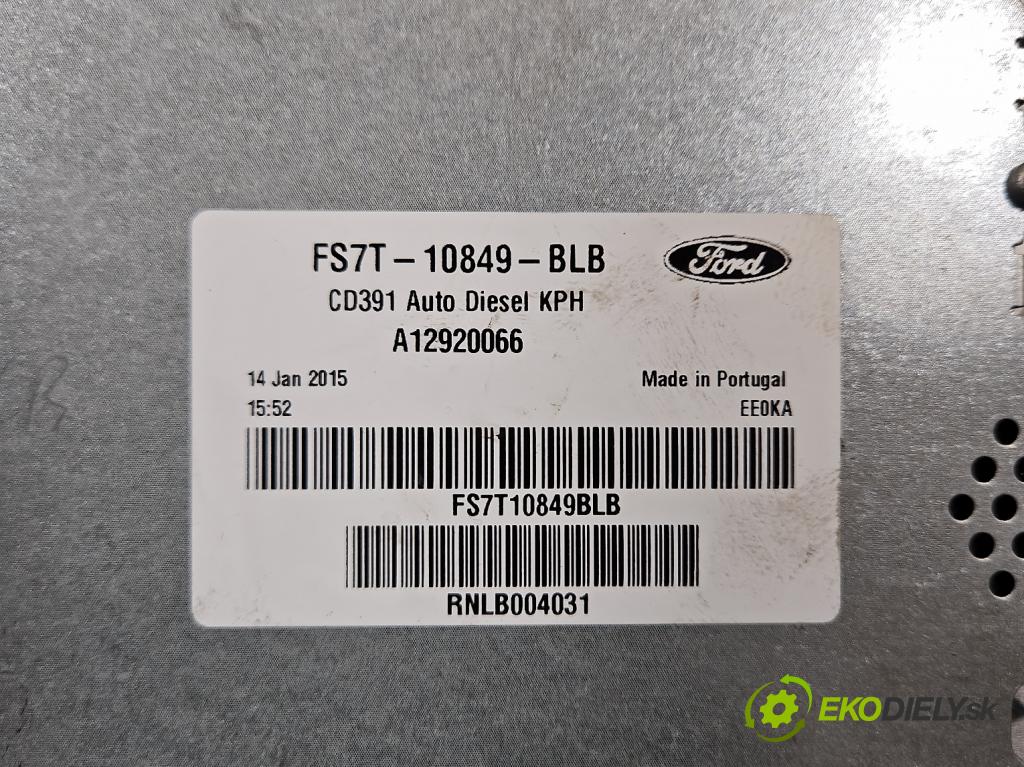 FS7T-10849-BLB
Ford
CD391 Auto Diesel KPH
A12920066
14 Jan 2015 Made in Portugal
15:52 EE0KA
FS7T10849BLB
RNLB004031
EKODIELY.sk